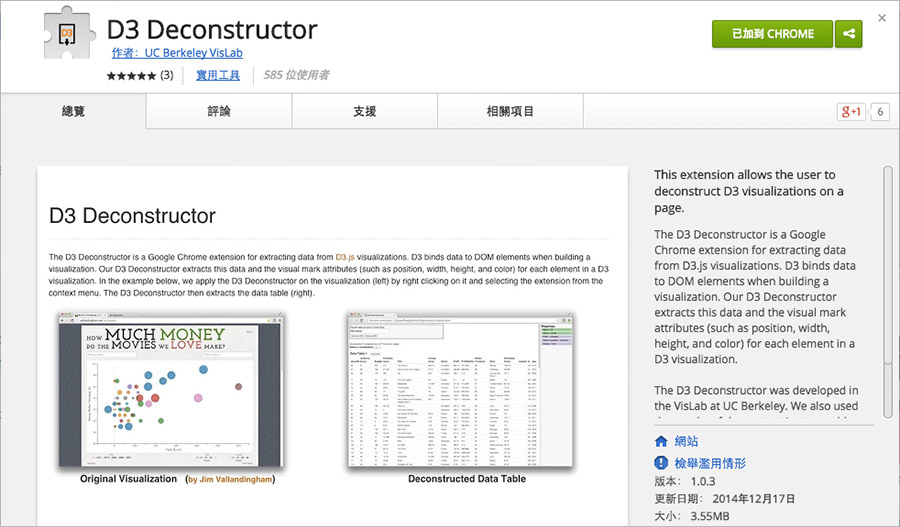 D3 Deconstructor
作者: UC Berkeley VisLab
已加到 CHROME
(3)
實用工具
585 位使用者
總覽
評論
支援
相關項目
g+1
6
D3 Deconstructor
The D3 Deconstructor is a Google Chrome extension for extracting data from D3.js visualizations. D3 binds data to DOM elements when building a
visualization. Our D3 Deconstructor extracts this data and the visual mark attributes (such as position, width, height, and color) for each element in a D3
visualization. In the example below, we apply the D3 Deconstructor on the visualization (left) by right clicking on it and selecting the extension from the
context menu. The D3 Deconstructor then extracts the data table (right).
HOW MUCH MONEY
DO THE MOVIES WE LOVE MAKE?
Original Visualization (by Jim Vallandingham)
Deconstructed Data Table
This extension allows the user to
deconstruct D3 visualizations on a
page.
The D3 Deconstructor is a Google
Chrome extension for extracting data
from D3.js visualizations. D3 binds data
to DOM elements when building a
visualization. Our D3 Deconstructor
extracts this data and the visual mark
attributes (such as position, width,
height, and color) for each element in a
D3 visualization.
The D3 Deconstructor was developed in
the VisLab at UC Berkeley. We also used
網站
檢舉濫用情形
版本: 1.0.3
更新日期: 2014年12月17日
大小: 3.55MB